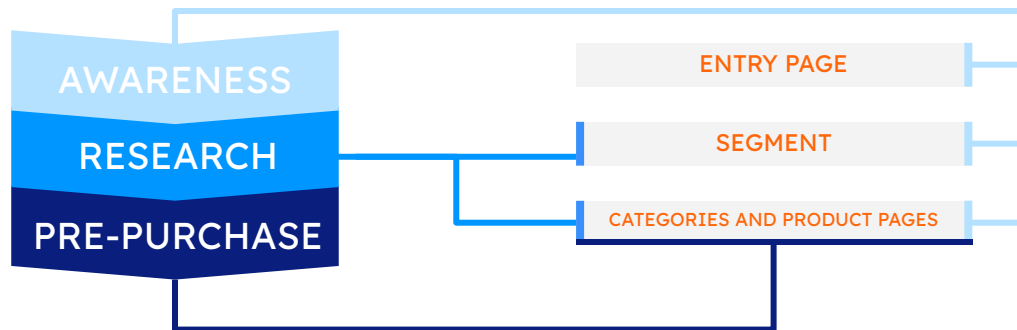 AWARENESS
RESEARCH
PRE-PURCHASE
ENTRY PAGE
SEGMENT
CATEGORIES AND PRODUCT PAGES